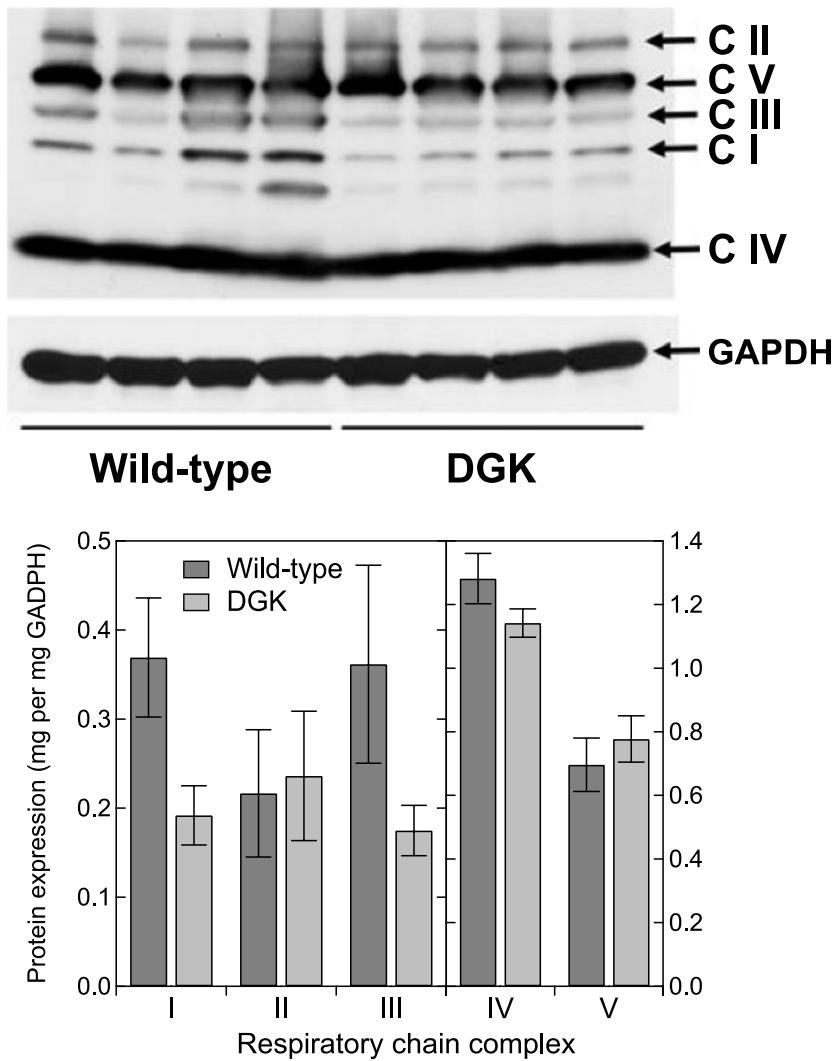 C II
C V
C III
C I
C IV
GAPDH
Wild-type DGK
Protein expression (mg per mg GADPH)
0.5
0.4
0.3
0.2
0.1
0.0
Wild-type
DGK
1.4
1.2
1.0
0.8
0.6
0.4
0.2
0.0
I II III IV V
Respiratory chain complex